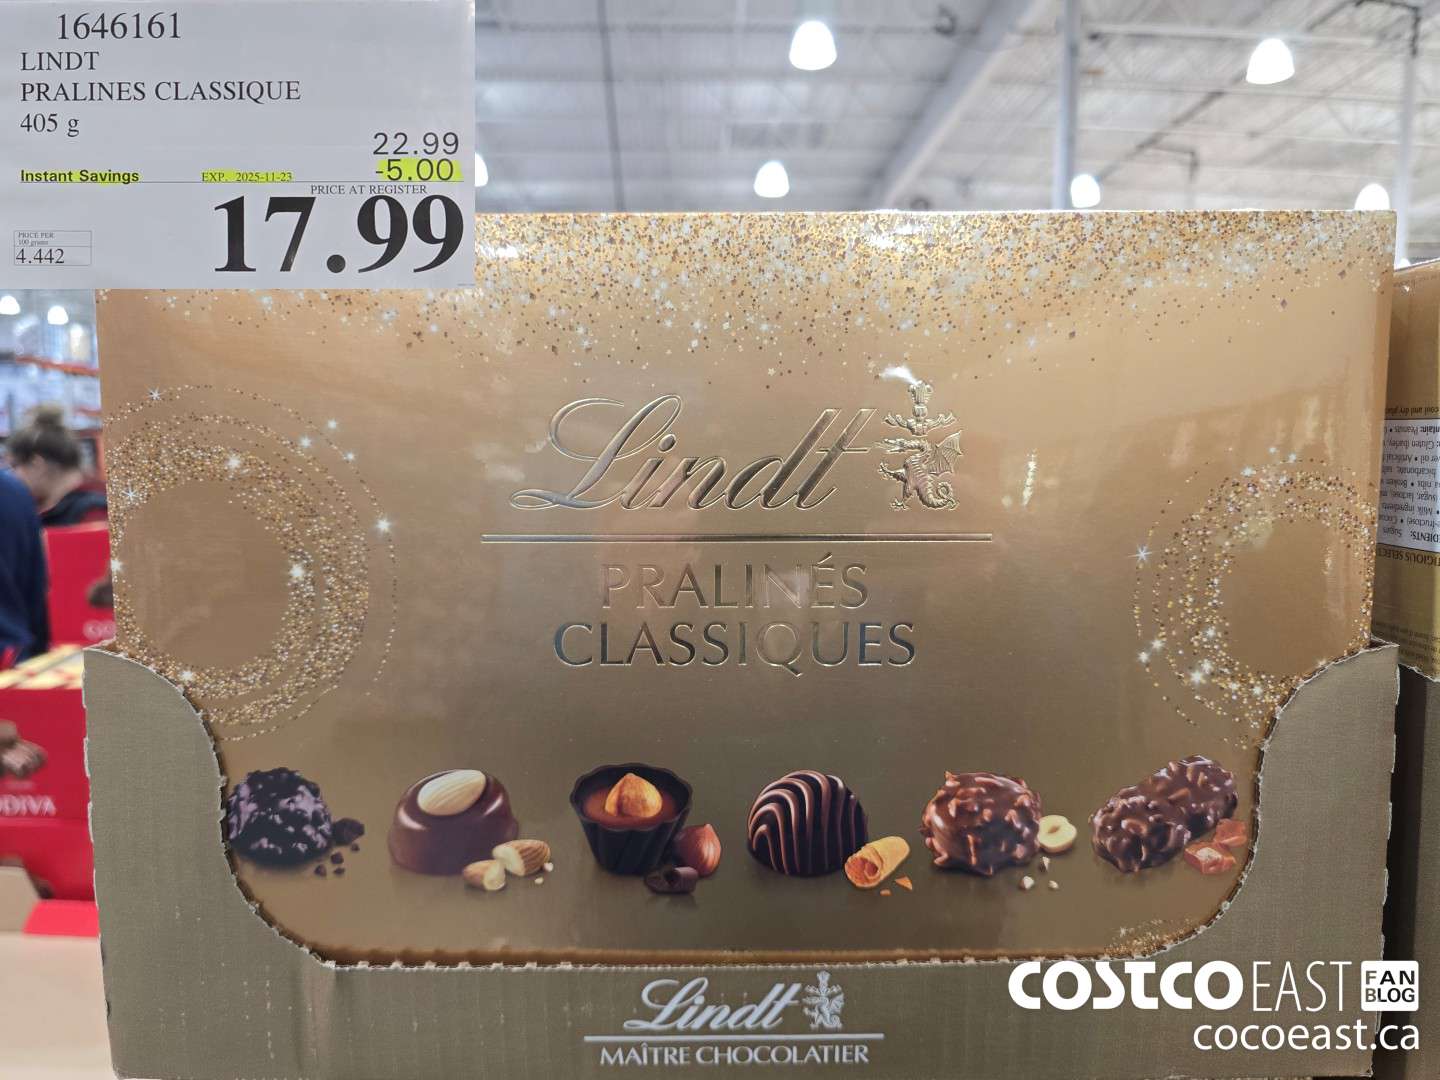 1646161
LINDT
PRALINES CLASSIQUE
405 g
22.99
Instant Savings EXP. 2025-11-23 -5.00
PRICE AT REGISTER
17.99
PRICE PER
100 grams
4.442
Lindt
PRALINÉS
CLASSIQUES
Lindt
MAÎTRE CHOCOLATIER
COSTCO EAST FAN BLOG
cocoeast.ca